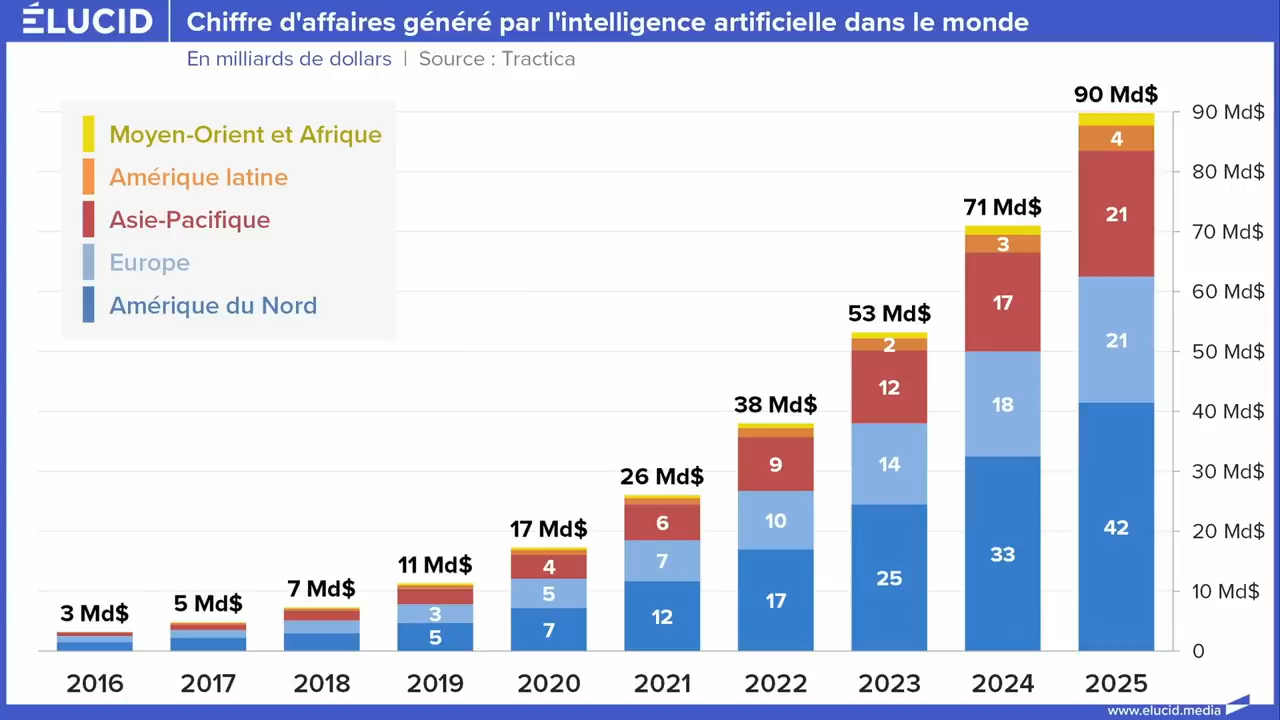 ÉLUCID
Chiffre d'affaires généré par l'intelligence artificielle dans le monde
En milliards de dollars | Source : Tractica
Moyen-Orient et Afrique
Amérique latine
Asie-Pacifique
Europe
Amérique du Nord
3 Md$
5 Md$
7 Md$
11 Md$
3
5
17 Md$
4
5
7
26 Md$
6
7
12
38 Md$
9
10
17
53 Md$
2
12
14
25
71 Md$
3
17
18
33
90 Md$
4
21
21
42
90 Md$
80 Md$
70 Md$
60 Md$
50 Md$
40 Md$
30 Md$
20 Md$
10 Md$
0
2016 2017 2018 2019 2020 2021 2022 2023 2024 2025
www.elucid.media